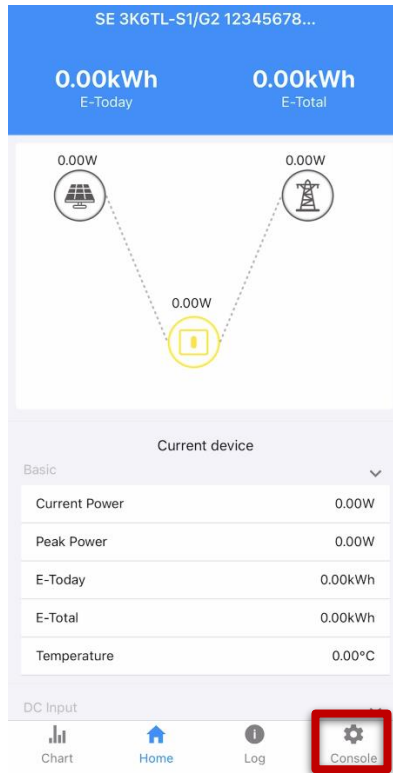 SE 3K6TL-S1/G2 12345678...
0.00kWh 0.00kWh
E-Today E-Total
0.00W 0.00W
0.00W
Current device
Basic
Current Power 0.00W
Peak Power 0.00W
E-Today 0.00kWh
E-Total 0.00kWh
Temperature 0.00°C
DC Input
Chart Home Log Console